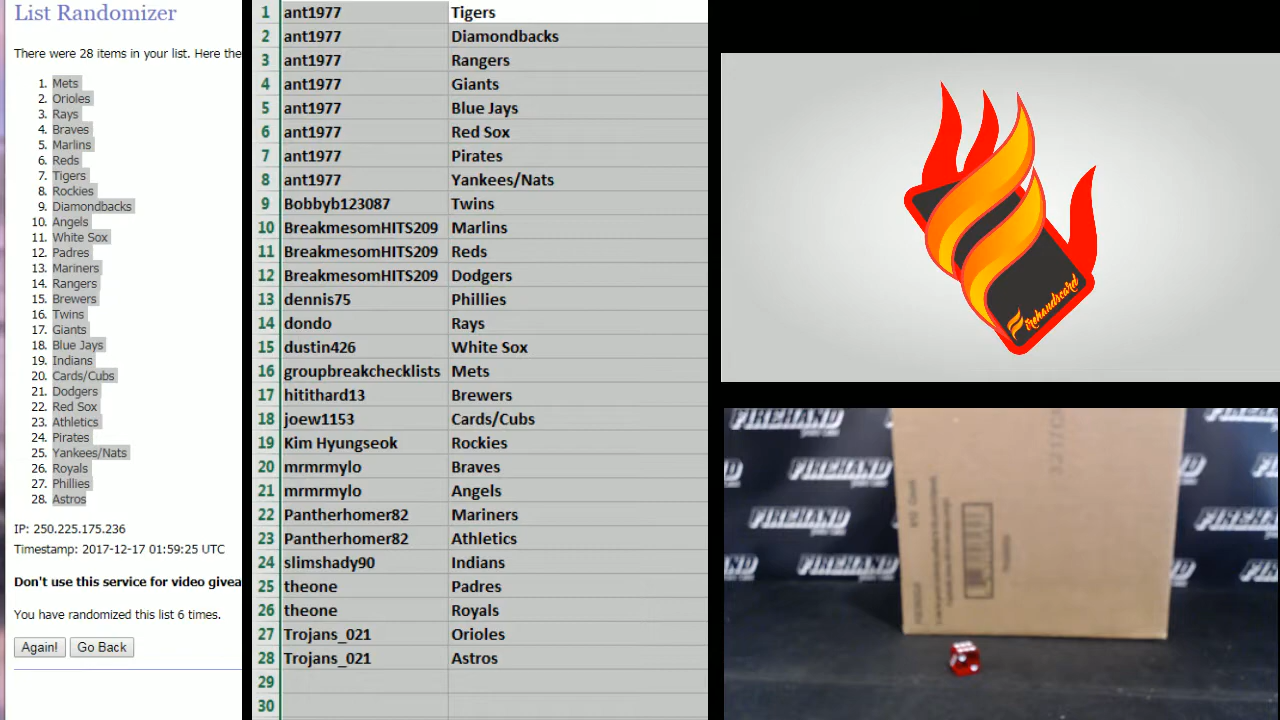 List Randomizer
There were 28 items in your list. Here the
1. Mets
2. Orioles
3. Rays
4. Braves
5. Marlins
6. Reds
7. Tigers
8. Rockies
9. Diamondbacks
10. Angels
11. White Sox
12. Padres
13. Mariners
14. Rangers
15. Brewers
16. Twins
17. Giants
18. Blue Jays
19. Indians
20. Cards/Cubs
21. Dodgers
22. Red Sox
23. Athletics
24. Pirates
25. Yankees/Nats
26. Royals
27. Phillies
28. Astros
IP: 250.225.175.236
Timestamp: 2017-12-17 01:59:25 UTC
Don't use this service for video givea
You have randomized this list 6 times.
Again! Go Back
1 ant1977 Tigers
2 ant1977 Diamondbacks
3 ant1977 Rangers
4 ant1977 Giants
5 ant1977 Blue Jays
6 ant1977 Red Sox
7 ant1977 Pirates
8 ant1977 Yankees/Nats
9 Bobbyb123087 Twins
10 BreakmesomHITS209 Marlins
11 BreakmesomHITS209 Reds
12 BreakmesomHITS209 Dodgers
13 dennis75 Phillies
14 dondo Rays
15 dustin426 White Sox
16 groupbreakchecklists Mets
17 hitithard13 Brewers
18 joew1153 Cards/Cubs
19 Kim Hyungseok Rockies
20 mrmrmylo Braves
21 mrmrmylo Angels
22 Pantherhomer82 Mariners
23 Pantherhomer82 Athletics
24 slimshady90 Indians
25 theone Padres
26 theone Royals
27 Trojans_021 Orioles
28 Trojans_021 Astros
29
30
Firehandscard
FIREHAND
FIREHAND
FIREHAND
FIREHAND
FIREHAND